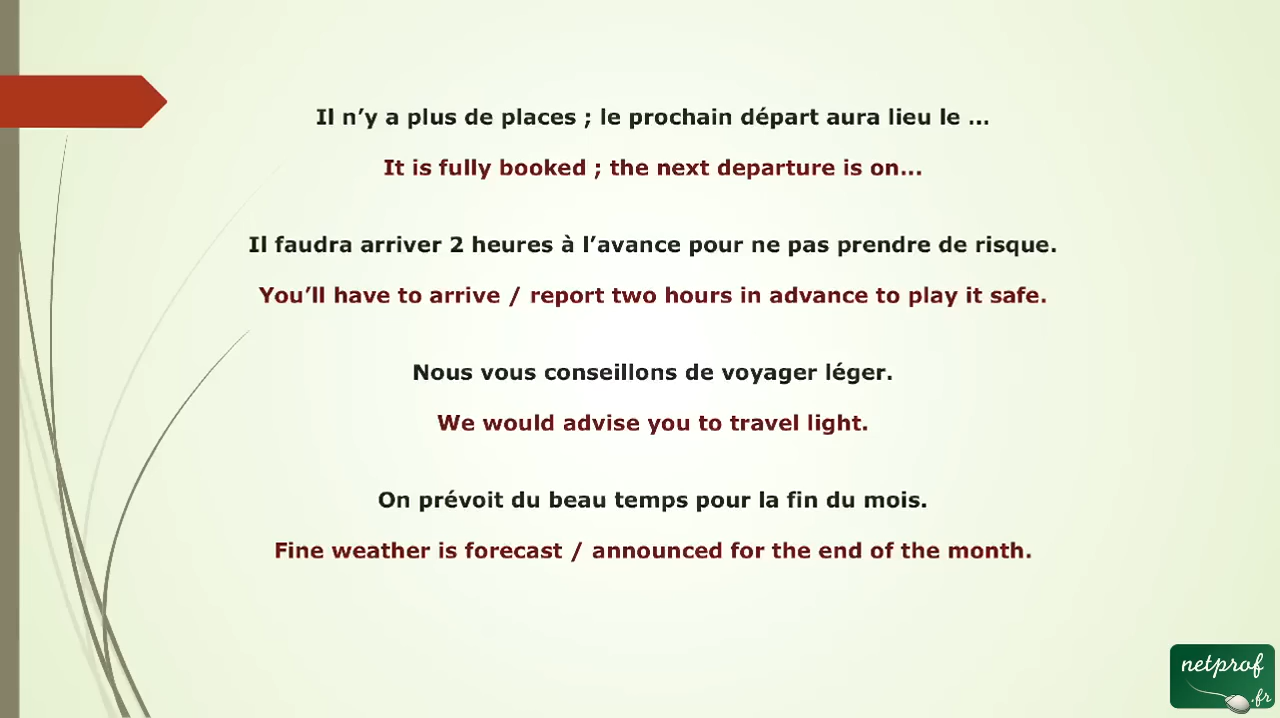 Il n’y a plus de places ; le prochain départ aura lieu le ...
It is fully booked ; the next departure is on...
Il faudra arriver 2 heures à l’avance pour ne pas prendre de risque.
You’ll have to arrive / report two hours in advance to play it safe.
Nous vous conseillons de voyager léger.
We would advise you to travel light.
On prévoit du beau temps pour la fin du mois.
Fine weather is forecast / announced for the end of the month.
netprof
.fr